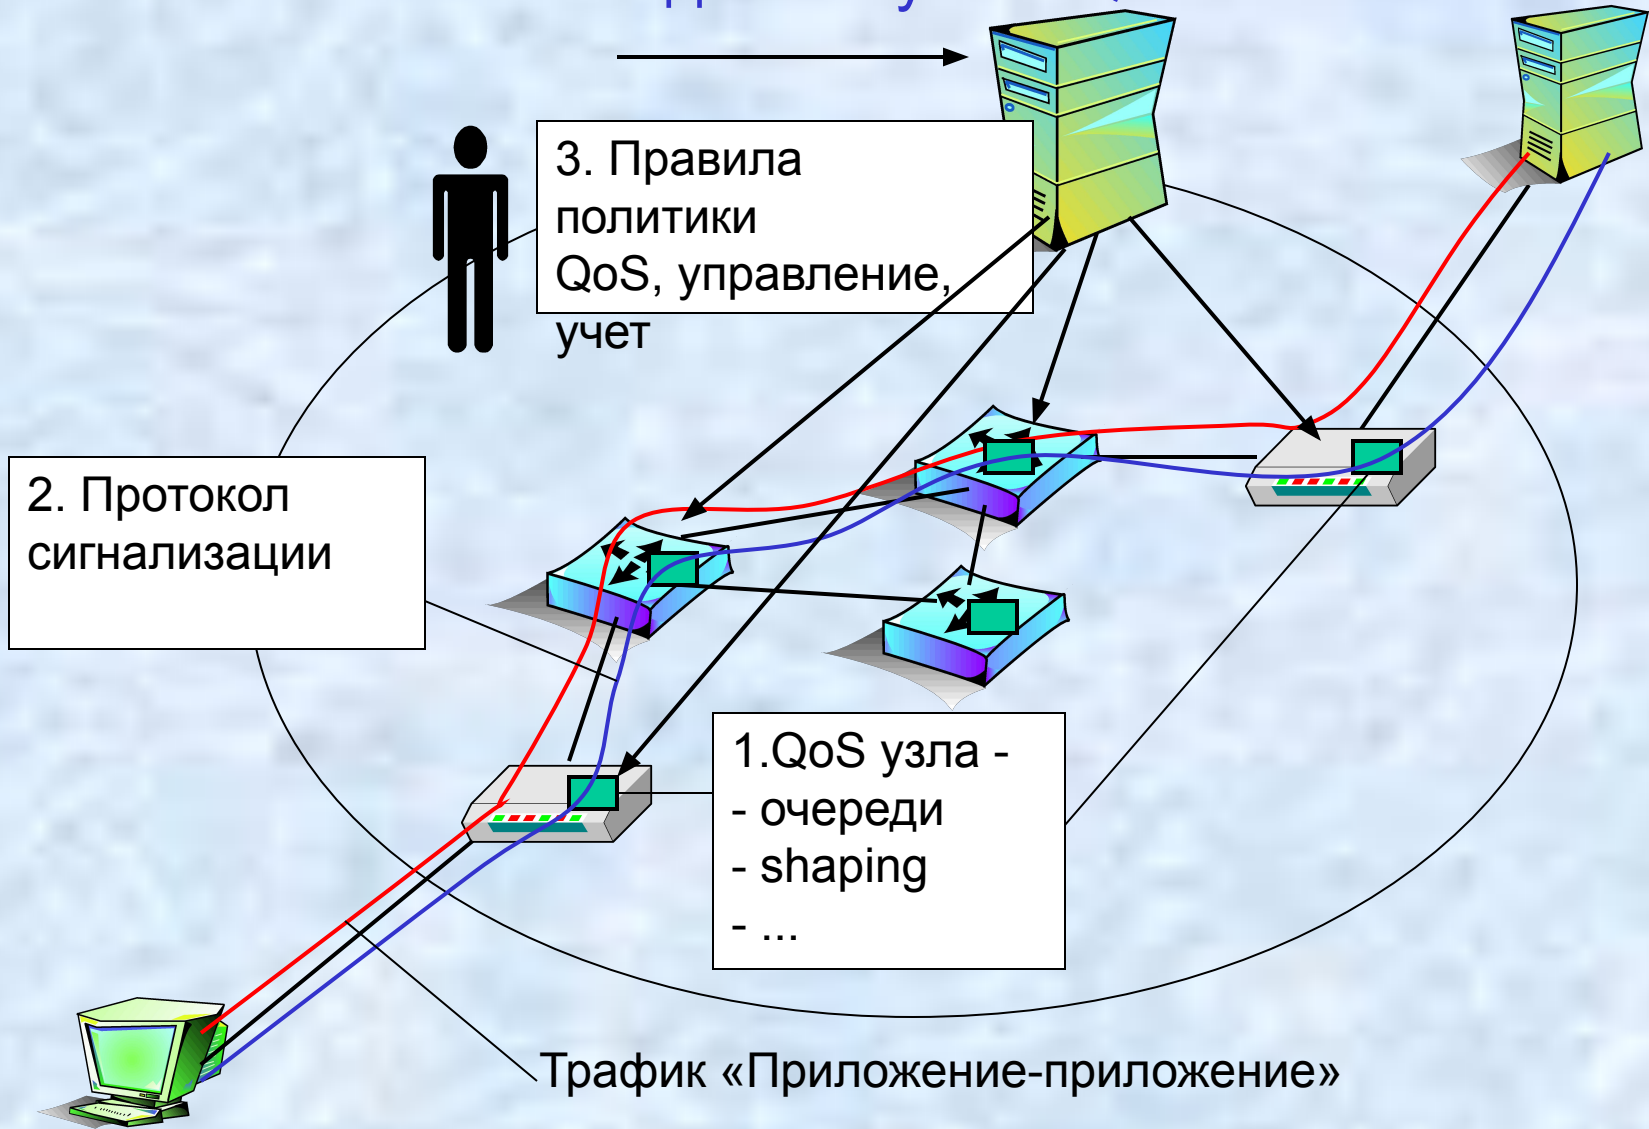 3. Правила
политики
QoS, управление,
учет
2. Протокол
сигнализации
1.QoS узла -
- очереди
- shaping
- ...
Трафик «Приложение-приложение»